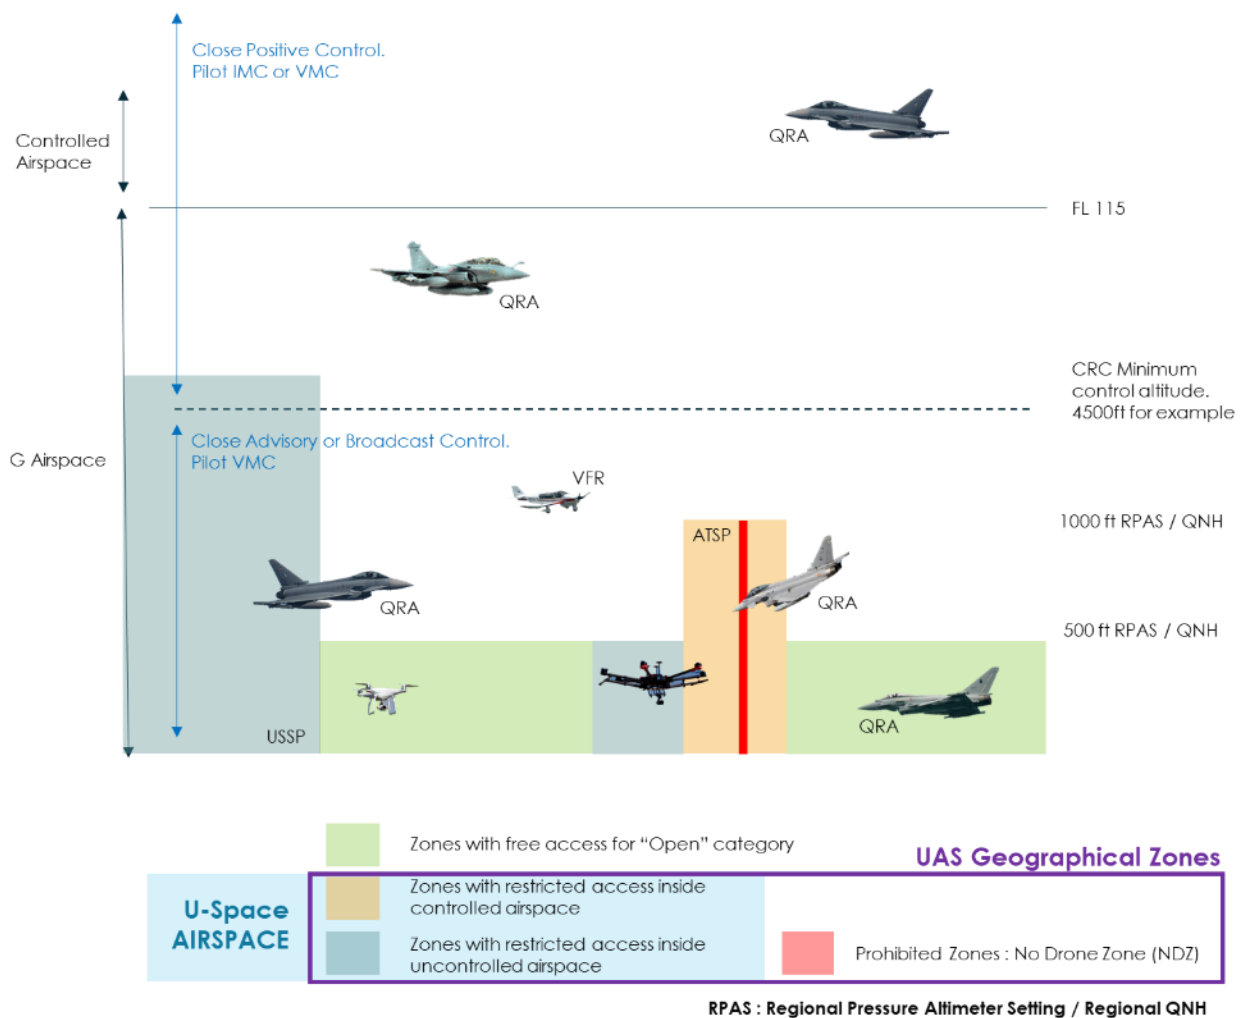 Close Positive Control.
Pilot IMC or VMC
Controlled
Airspace
QRA
FL 115
QRA
CRC Minimum
control altitude.
4500ft for example
Close Advisory or Broadcast Control.
Pilot VMC
G Airspace
VFR
1000 ft RPAS / QNH
ATSP
QRA
QRA
500 ft RPAS / QNH
QRA
USSP
Zones with free access for “Open” category
UAS Geographical Zones
U-Space
AIRSPACE
Zones with restricted access inside
controlled airspace
Zones with restricted access inside
uncontrolled airspace
Prohibited Zones : No Drone Zone (NDZ)
RPAS : Regional Pressure Altimeter Setting / Regional QNH